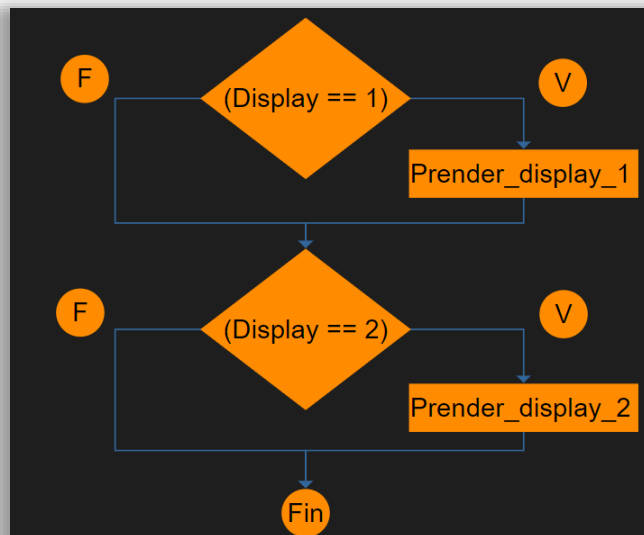 F
(Display == 1)
V
Prender_display_1
F
(Display == 2)
V
Prender_display_2
Fin